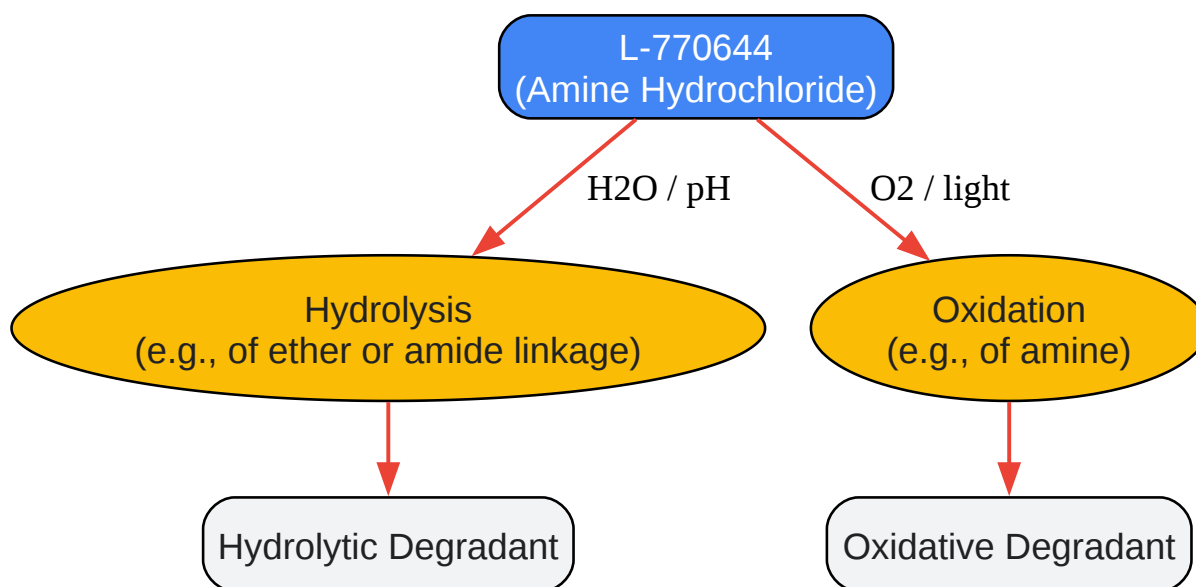 L-770644
(Amine Hydrochloride)
H2O / pH
O2 / light
Hydrolysis
(e.g., of ether or amide linkage)
Oxidation
(e.g., of amine)
Hydrolytic Degradant
Oxidative Degradant